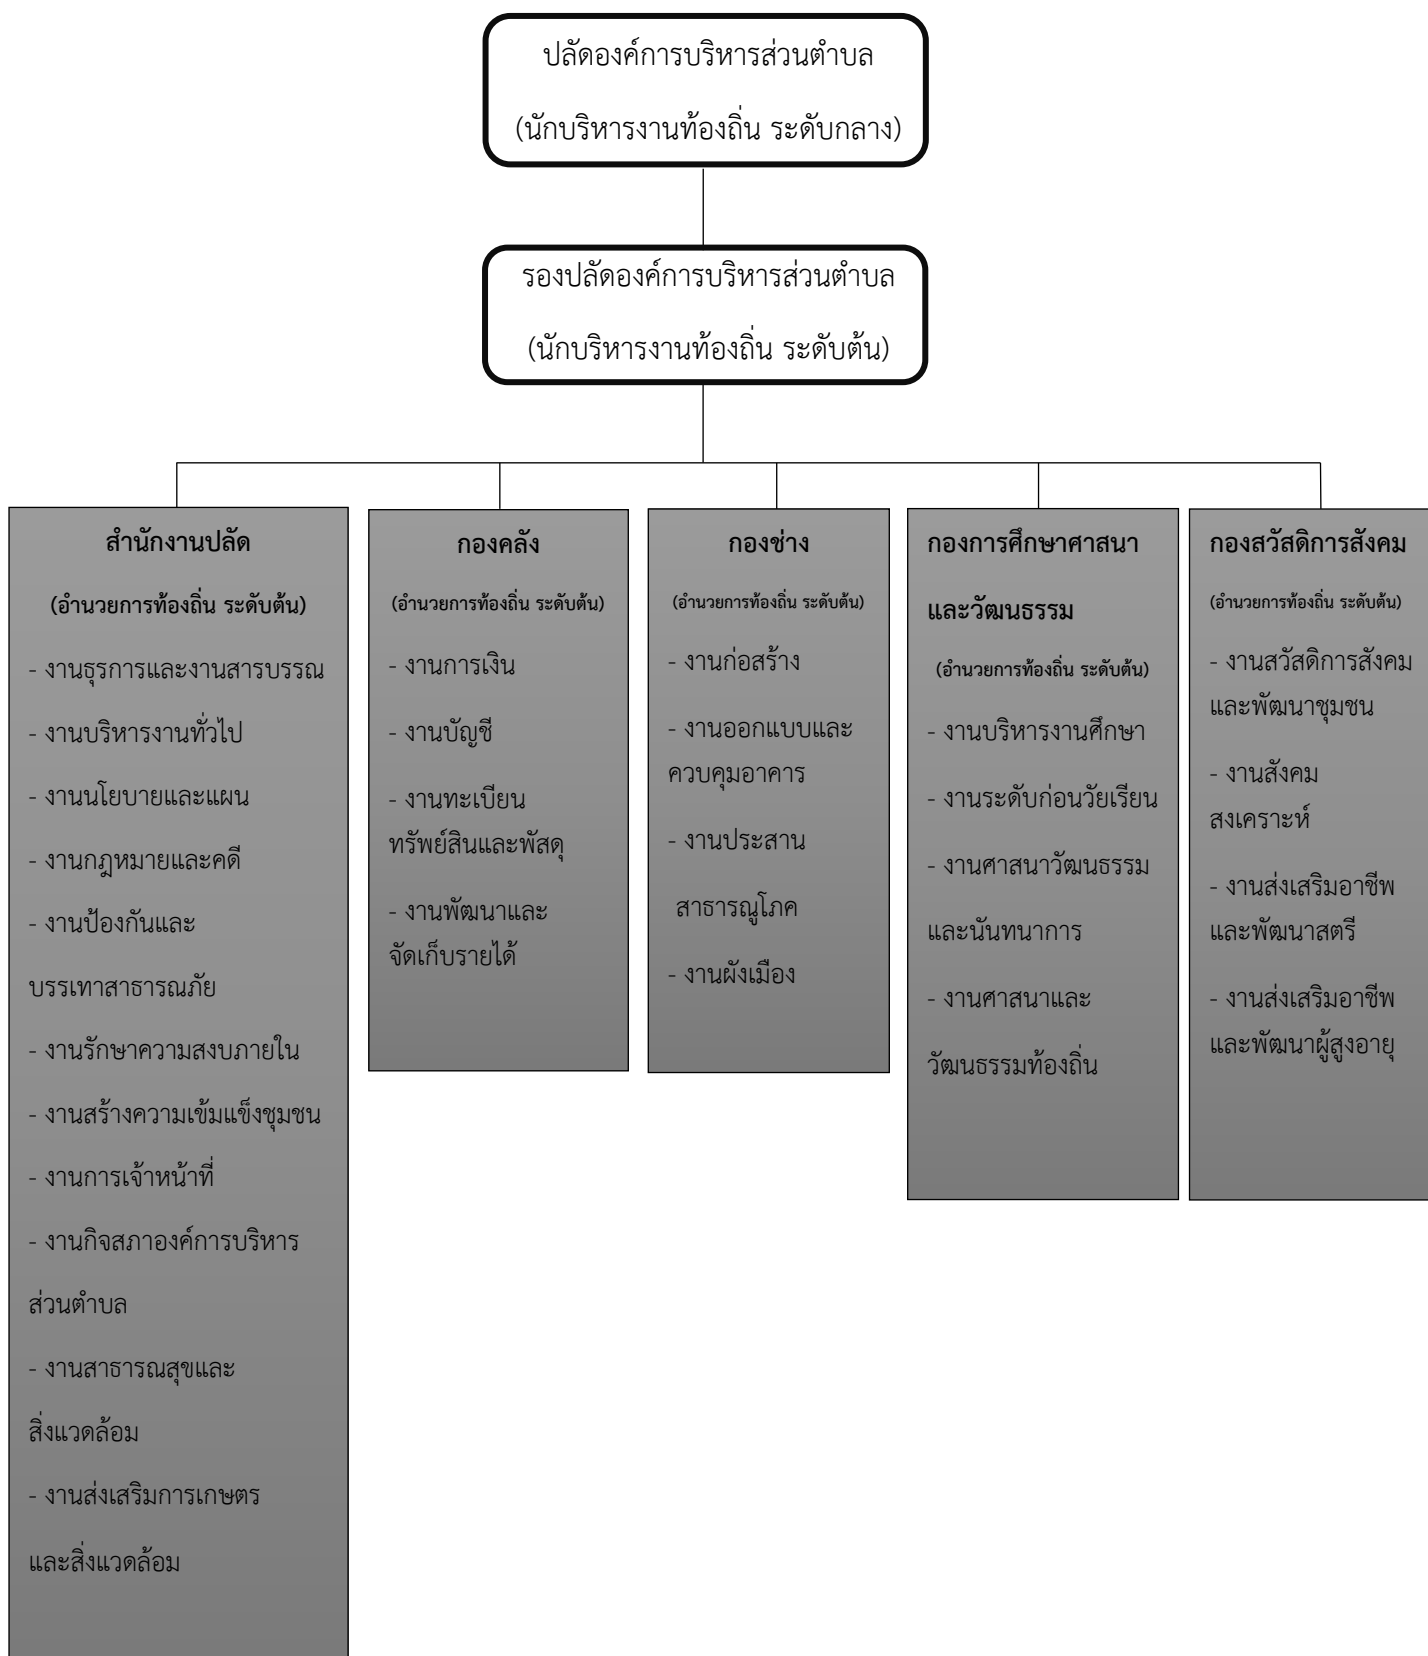 ปลัดองค์การบริหารส่วนตำบล
(นักบริหารงานท้องถิ่น ระดับกลาง)
รองปลัดองค์การบริหารส่วนตำบล
(นักบริหารงานท้องถิ่น ระดับต้น)
สำนักงานปลัด
(อำนวยการท้องถิ่น ระดับต้น)
- งานธุรการและงานสารบรรณ
- งานบริหารงานทั่วไป
- งานนโยบายและแผน
- งานกฎหมายและคดี
- งานป้องกันและ
บรรเทาสาธารณภัย
- งานรักษาความสงบภายใน
- งานสร้างความเข้มแข็งชุมชน
- งานการเจ้าหน้าที่
- งานกิจสภาองค์การบริหาร
ส่วนตำบล
- งานสาธารณสุขและ
สิ่งแวดล้อม
- งานส่งเสริมการเกษตร
และสิ่งแวดล้อม
กองคลัง
(อำนวยการท้องถิ่น ระดับต้น)
- งานการเงิน
- งานบัญชี
- งานทะเบียน
ทรัพย์สินและพัสดุ
- งานพัฒนาและ
จัดเก็บรายได้
กองช่าง
(อำนวยการท้องถิ่น ระดับต้น)
- งานก่อสร้าง
- งานออกแบบและ
ควบคุมอาคาร
- งานประสาน
สาธารณูโภค
- งานผังเมือง
กองการศึกษาศาสนา
และวัฒนธรรม
(อำนวยการท้องถิ่น ระดับต้น)
- งานบริหารงานศึกษา
- งานระดับก่อนวัยเรียน
- งานศาสนาวัฒนธรรม
และนันทนาการ
- งานศาสนาและ
วัฒนธรรมท้องถิ่น
กองสวัสดิการสังคม
(อำนวยการท้องถิ่น ระดับต้น)
- งานสวัสดิการสังคม
และพัฒนาชุมชน
- งานสังคม
สงเคราะห์
- งานส่งเสริมอาชีพ
และพัฒนาสตรี
- งานส่งเสริมอาชีพ
และพัฒนาผู้สูงอายุ